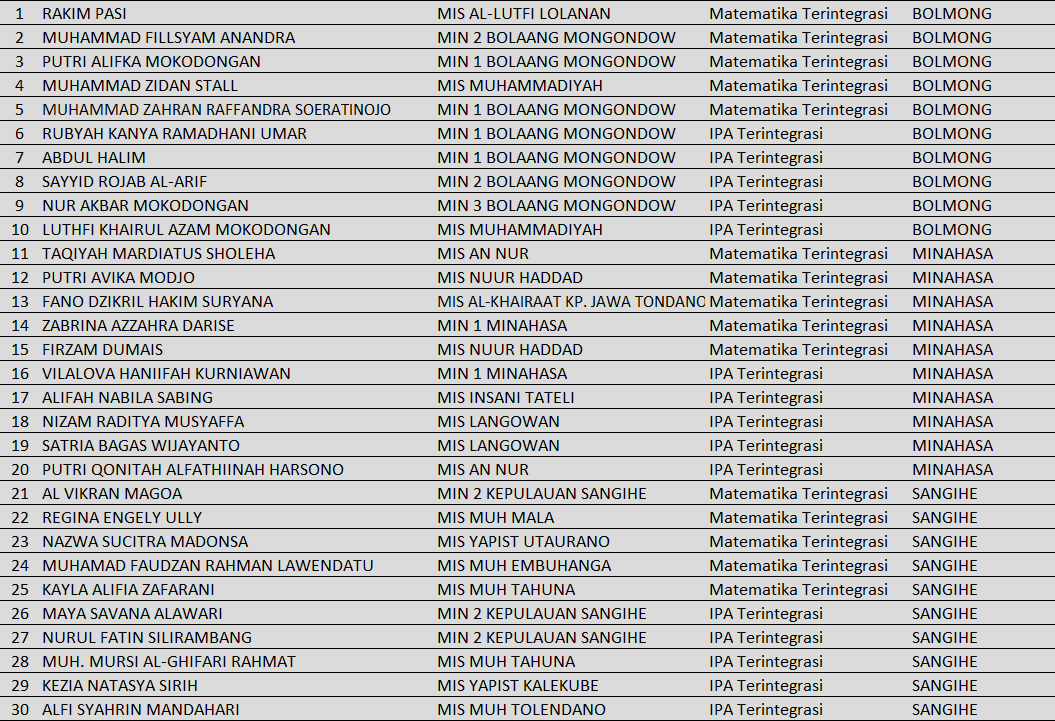 1 RAKIM PASI MIS AL-LUTFI LOLANAN Matematika Terintegrasi BOLMONG
2 MUHAMMAD FILLSYAM ANANDRA MIN 2 BOLAANG MONGONDOW Matematika Terintegrasi BOLMONG
3 PUTRI ALIFKA MOKODONGAN MIN 1 BOLAANG MONGONDOW Matematika Terintegrasi BOLMONG
4 MUHAMMAD ZIDAN STALL MIS MUHAMMADIYAH Matematika Terintegrasi BOLMONG
5 MUHAMMAD ZAHRAN RAFFANDRA SOERATINOJO MIN 1 BOLAANG MONGONDOW Matematika Terintegrasi BOLMONG
6 RUBYAH KANYA RAMADHANI UMAR MIN 1 BOLAANG MONGONDOW IPA Terintegrasi BOLMONG
7 ABDUL HALIM MIN 1 BOLAANG MONGONDOW IPA Terintegrasi BOLMONG
8 SAYYID ROJAB AL-ARIF MIN 2 BOLAANG MONGONDOW IPA Terintegrasi BOLMONG
9 NUR AKBAR MOKODONGAN MIN 3 BOLAANG MONGONDOW IPA Terintegrasi BOLMONG
10 LUTHFI KHAIRUL AZAM MOKODONGAN MIS MUHAMMADIYAH IPA Terintegrasi BOLMONG
11 TAQIYAH MARDIATUS SHOLEHA MIS AN NUR Matematika Terintegrasi MINAHASA
12 PUTRI AVIKA MODJO MIS NUUR HADDAD Matematika Terintegrasi MINAHASA
13 FANO DZIKRIL HAKIM SURYANA MIS AL-KHAIRAAT KP. JAWA TONDANO Matematika Terintegrasi MINAHASA
14 ZABRINA AZZAHRA DARISE MIN 1 MINAHASA Matematika Terintegrasi MINAHASA
15 FIRZAM DUMAIS MIS NUUR HADDAD Matematika Terintegrasi MINAHASA
16 VILALOVA HANIIFAH KURNIAWAN MIN 1 MINAHASA IPA Terintegrasi MINAHASA
17 ALIFAH NABILA SABING MIS INSANI TATELI IPA Terintegrasi MINAHASA
18 NIZAM RADITYA MUSYAFFA MIS LANGOWAN IPA Terintegrasi MINAHASA
19 SATRIA BAGAS WIJAYANTO MIS LANGOWAN IPA Terintegrasi MINAHASA
20 PUTRI QONITAH ALFATHIINAH HARSONO MIS AN NUR IPA Terintegrasi MINAHASA
21 AL VIKRAN MAGOA MIN 2 KEPULAUAN SANGIHE Matematika Terintegrasi SANGIHE
22 REGINA ENGELY ULLY MIS MUH MALA Matematika Terintegrasi SANGIHE
23 NAZWA SUCITRA MADONSA MIS YAPIST UTAURANO Matematika Terintegrasi SANGIHE
24 MUHAMAD FAUDZAN RAHMAN LAWENDATU MIS MUH EMBUHANGA Matematika Terintegrasi SANGIHE
25 KAYLA ALIFIA ZAFARANI MIS MUH TAHUNA Matematika Terintegrasi SANGIHE
26 MAYA SAVANA ALAWARI MIN 2 KEPULAUAN SANGIHE IPA Terintegrasi SANGIHE
27 NURUL FATIN SILIRAMBANG MIN 2 KEPULAUAN SANGIHE IPA Terintegrasi SANGIHE
28 MUH. MURSI AL-GHIFARI RAHMAT MIS MUH TAHUNA IPA Terintegrasi SANGIHE
29 KEZIA NATASYA SIRIH MIS YAPIST KALEKUBE IPA Terintegrasi SANGIHE
30 ALFI SYAHRIN MANDAHARI MIS MUH TOLENDANO IPA Terintegrasi SANGIHE